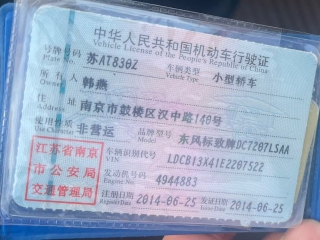 中华人民共和国机动车行驶证
Vehicle License of the People's Republic of China
号牌号码 苏AT830Z 车辆类型 小型轿车
Plate No. Vehicle Type
所有人 韩燕
Owner
住址 南京市鼓楼区汉中路140号
Address
使用性质 非营运 品牌型号 东风标致牌DC7207LSAA
Use Character Model
江苏省南京市公安局交通管理局
车辆识别代号 LDCB13X41E2207522
VIN
发动机号码 4944883
Engine No.
注册日期 2014-06-25 发证日期 2014-06-25
Register Date Issue Date